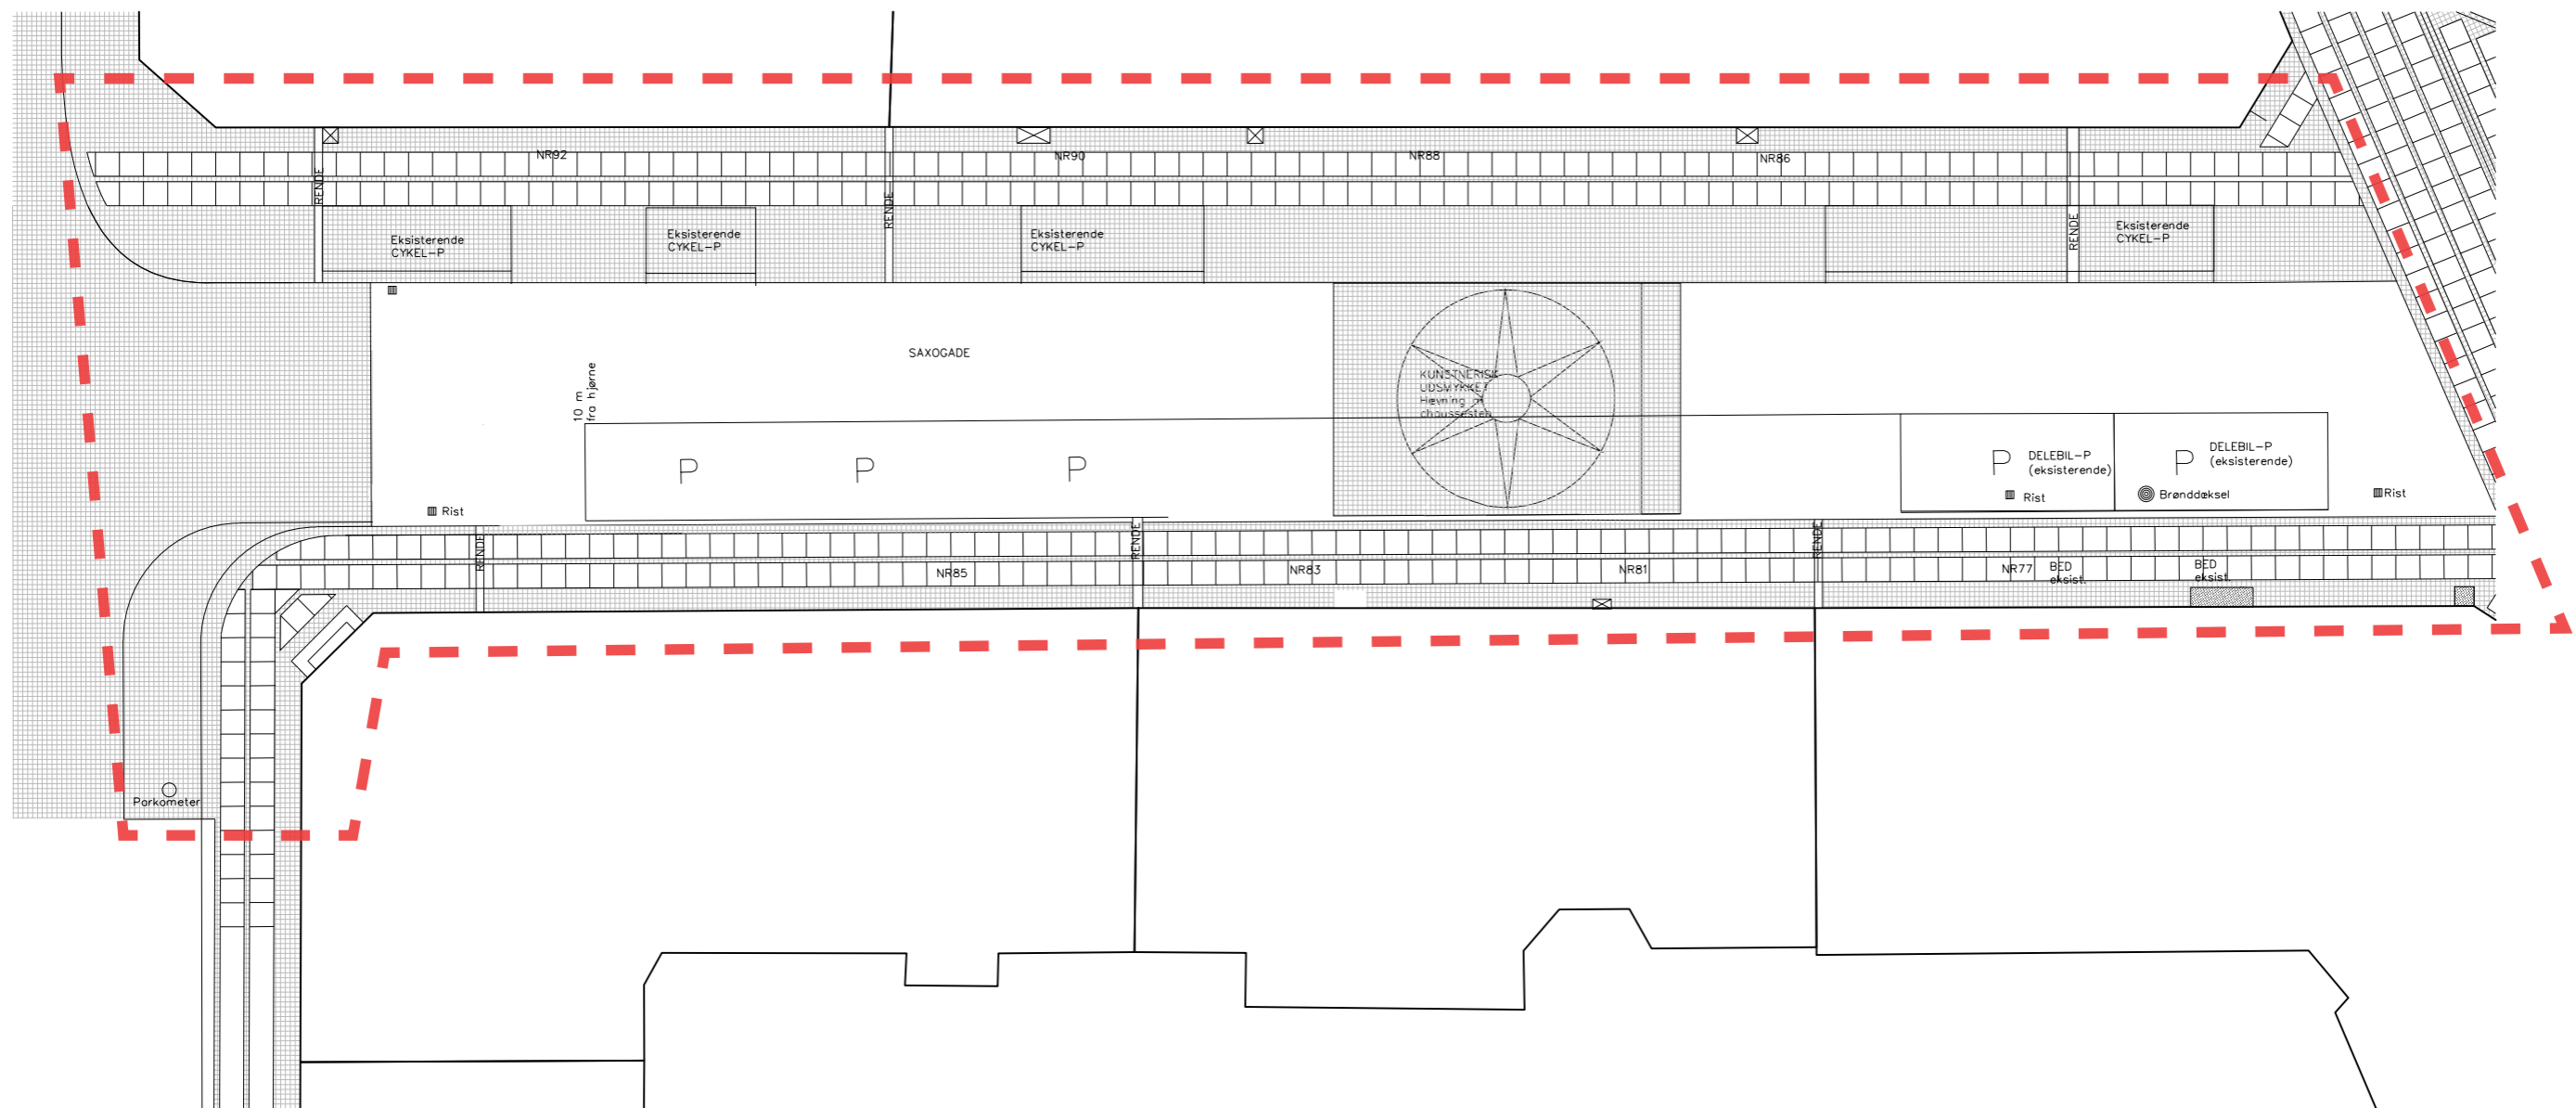 NR92
NR90
NR88
NR86
RENDE
RENDE
RENDE
Eksisterende
CYKEL-P
Eksisterende
CYKEL-P
Eksisterende
CYKEL-P
Eksisterende
CYKEL-P
SAXOGADE
10 m
fra hjørne
KUNSTNERISK
UDSMYKKET
Hævning
chaussesten
P
P
P
P
DELEBIL-P
(eksisterende)
P
DELEBIL-P
(eksisterende)
Rist
Rist
Brønddæksel
Rist
RENDE
RENDE
RENDE
NR85
NR83
NR81
NR77
BED
eksist.
BED
eksist.
Parkometer